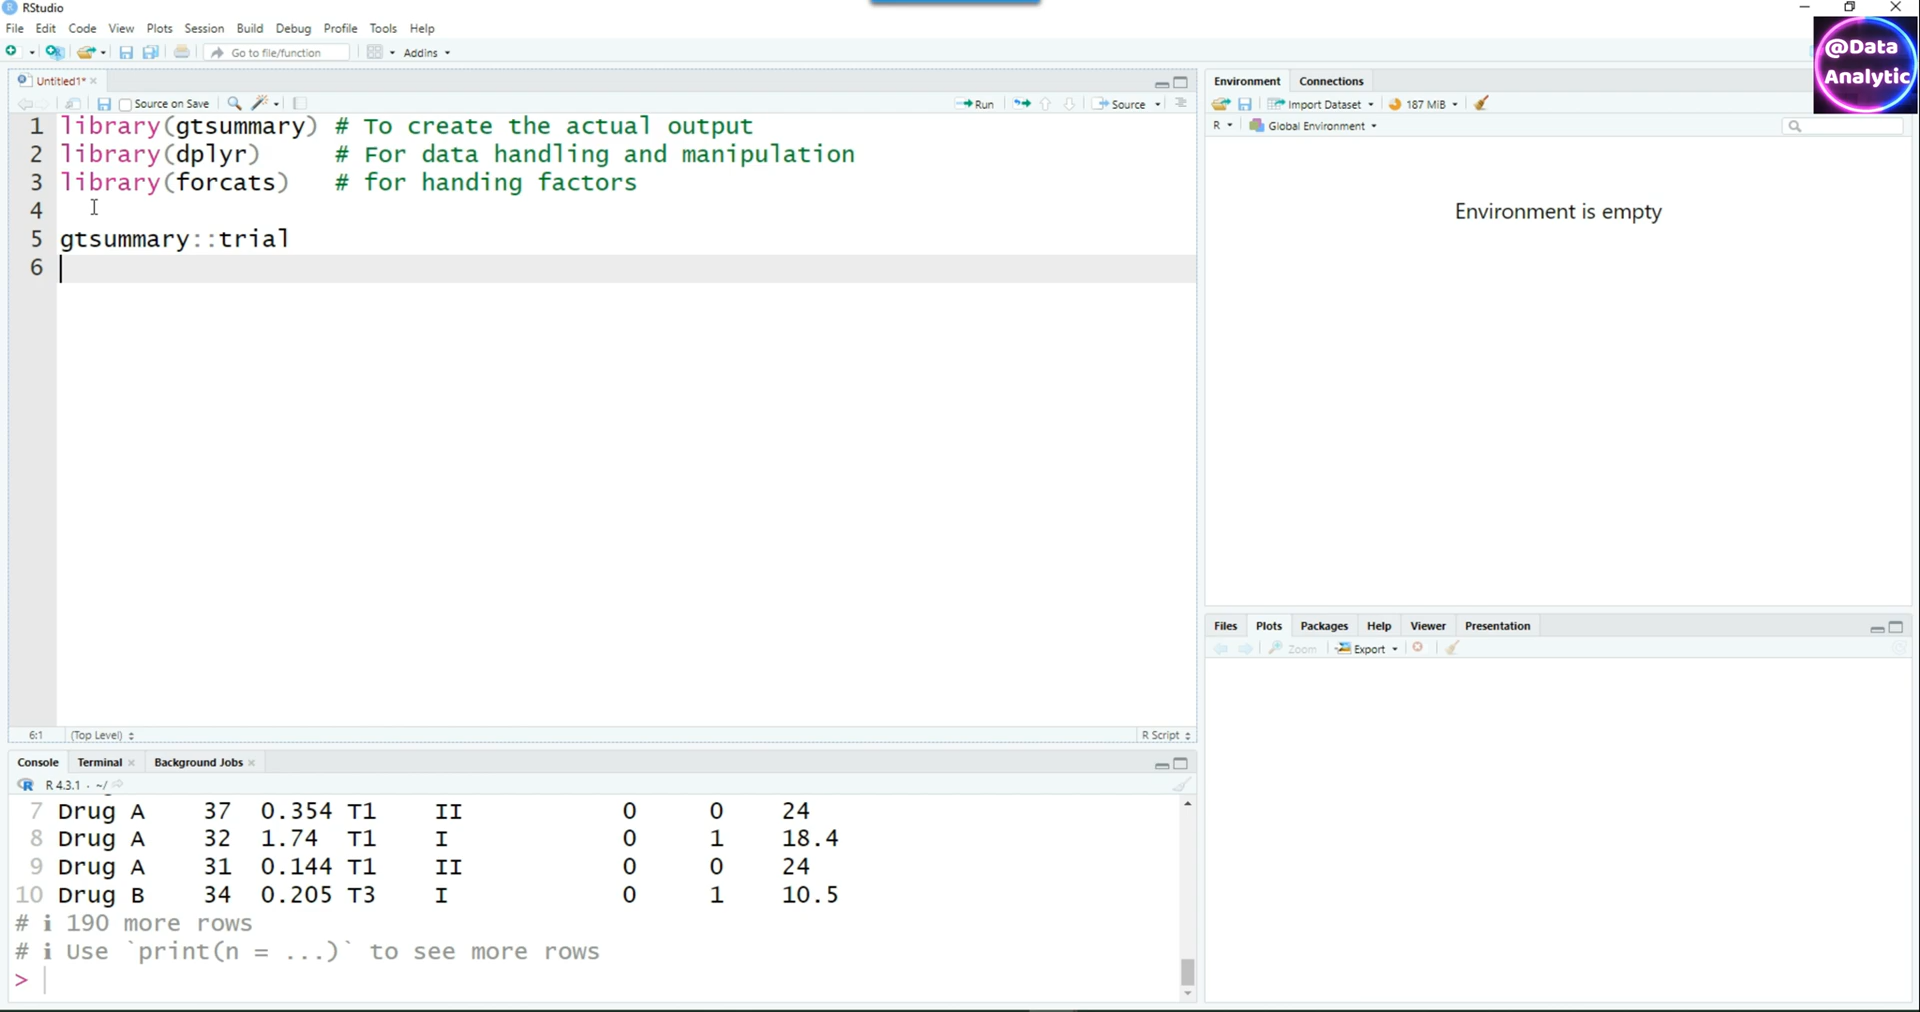 RStudio
File Edit Code View Plots Session Build Debug Profile Tools Help
Go to file/function Addins
@Data
Analytic
Untitled1*
Source on Save Run Source
1 library(gtsummary) # To create the actual output
2 library(dplyr) # For data handling and manipulation
3 library(forcats) # for handing factors
4
5 gtsummary::trial
6
6:1 (Top Level) R Script
Console Terminal Background Jobs
R 4.3.1 · ~/
7 Drug A 37 0.354 T1 II 0 0 24
8 Drug A 32 1.74 T1 I 0 1 18.4
9 Drug A 31 0.144 T1 II 0 0 24
10 Drug B 34 0.205 T3 I 0 1 10.5
# ℹ 190 more rows
# ℹ Use `print(n = ...)` to see more rows
>
Environment Connections
Import Dataset 187 MiB
R Global Environment
Environment is empty
Files Plots Packages Help Viewer Presentation
Zoom Export